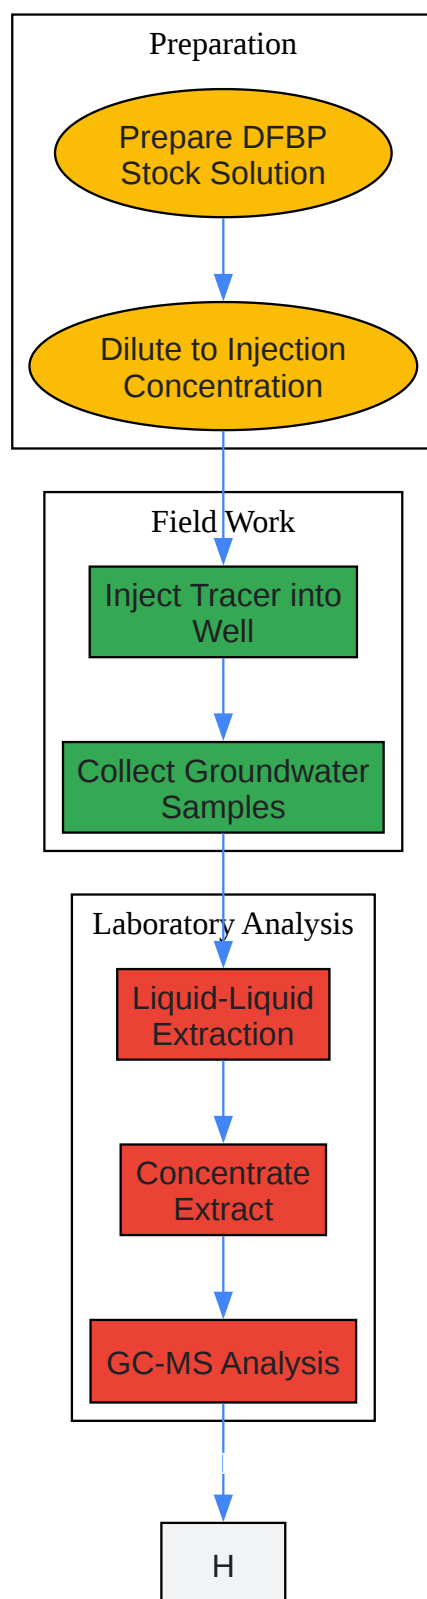 Preparation
Prepare DFBP
Stock Solution
Dilute to Injection
Concentration
Field Work
Inject Tracer into
Well
Collect Groundwater
Samples
Laboratory Analysis
Liquid-Liquid
Extraction
Concentrate
Extract
GC-MS Analysis
H